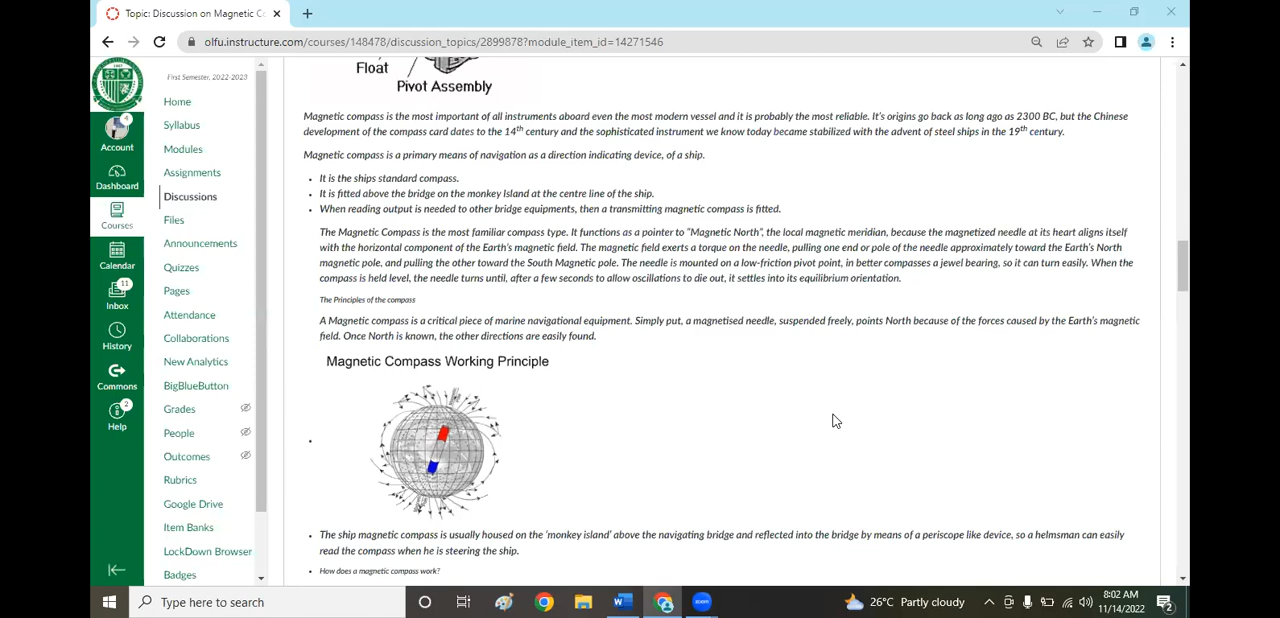 Topic: Discussion on Magnetic Co
olfu.instructure.com/courses/148478/discussion_topics/2899878?module_item_id=14271546
First Semester, 2022-2023
4
Account
Dashboard
Courses
Calendar
11
Inbox
History
Commons
2
Help
Home
Syllabus
Modules
Assignments
Discussions
Files
Announcements
Quizzes
Pages
Attendance
Collaborations
New Analytics
BigBlueButton
Grades
People
Outcomes
Rubrics
Google Drive
Item Banks
LockDown Browser
Badges
Float
Pivot Assembly
Magnetic compass is the most important of all instruments aboard even the most modern vessel and it is probably the most reliable. It's origins go back as long ago as 2300 BC, but the Chinese
development of the compass card dates to the 14th century and the sophisticated instrument we know today became stabilized with the advent of steel ships in the 19th century.
Magnetic compass is a primary means of navigation as a direction indicating device, of a ship.
It is the ships standard compass.
It is fitted above the bridge on the monkey Island at the centre line of the ship.
When reading output is needed to other bridge equipments, then a transmitting magnetic compass is fitted.
The Magnetic Compass is the most familiar compass type. It functions as a pointer to "Magnetic North", the local magnetic meridian, because the magnetized needle at its heart aligns itself
with the horizontal component of the Earth's magnetic field. The magnetic field exerts a torque on the needle, pulling one end or pole of the needle approximately toward the Earth's North
magnetic pole, and pulling the other toward the South Magnetic pole. The needle is mounted on a low-friction pivot point, in better compasses a jewel bearing, so it can turn easily. When the
compass is held level, the needle turns until, after a few seconds to allow oscillations to die out, it settles into its equilibrium orientation.
The Principles of the compass
A Magnetic compass is a critical piece of marine navigational equipment. Simply put, a magnetised needle, suspended freely, points North because of the forces caused by the Earth's magnetic
field. Once North is known, the other directions are easily found.
Magnetic Compass Working Principle
The ship magnetic compass is usually housed on the 'monkey island' above the navigating bridge and reflected into the bridge by means of a periscope like device, so a helmsman can easily
read the compass when he is steering the ship.
How does a magnetic compass work?
Type here to search
zoom
26°C Partly cloudy
8:02 AM
11/14/2022
2